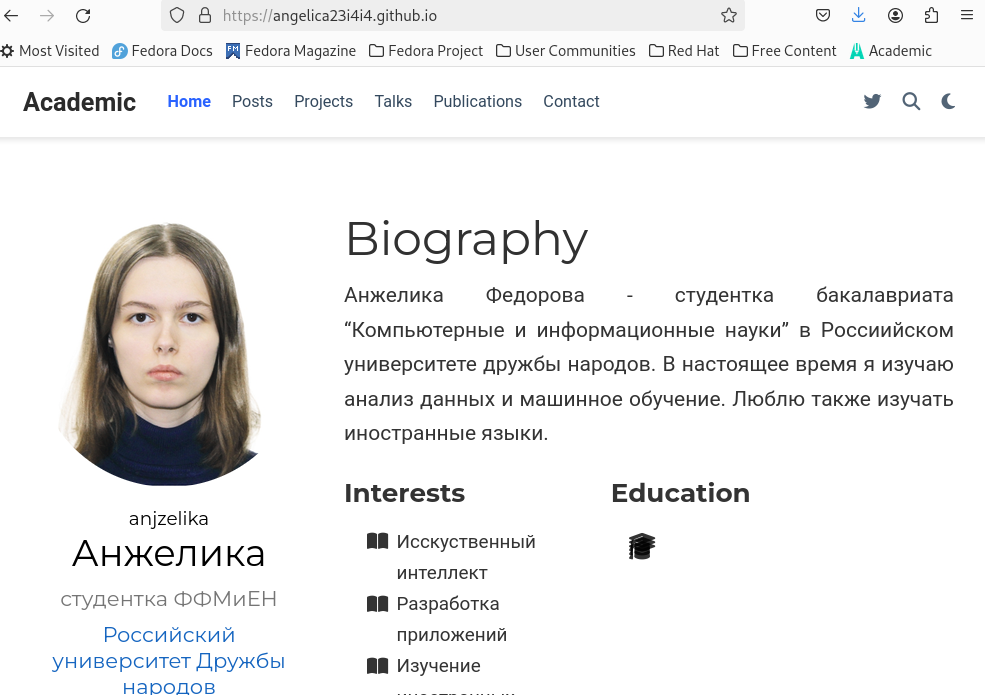 https://angelica23i4i4.github.io
Most Visited Fedora Docs Fedora Magazine Fedora Project User Communities Red Hat Free Content Academic
Academic Home Posts Projects Talks Publications Contact
Biography
Анжелика Федорова - студентка бакалавриата
“Компьютерные и информационные науки” в Россиийском
университете дружбы народов. В настоящее время я изучаю
анализ данных и машинное обучение. Люблю также изучать
иностранные языки.
anjzelika
Анжелика
студентка ФФМиЕН
Российский
университет Дружбы
народов
Interests
Исскуственный
интеллект
Разработка
приложений
Изучение
Education